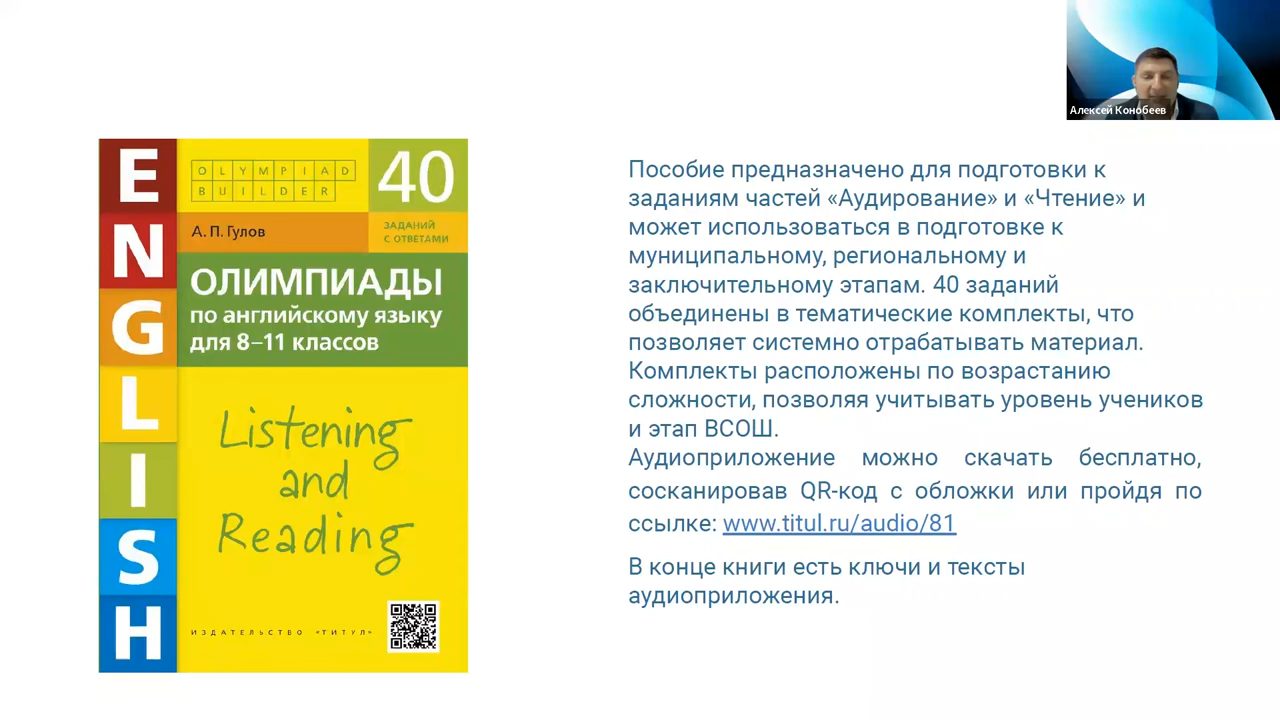 Алексей Конобеев
ENGLISH
OLYMPIAD
BUILDER
40
ЗАДАНИЙ
С ОТВЕТАМИ
А. П. Гулов
ОЛИМПИАДЫ
по английскому языку
для 8–11 классов
Listening
and
Reading
ИЗДАТЕЛЬСТВО «ТИТУЛ»
Пособие предназначено для подготовки к
заданиям частей «Аудирование» и «Чтение» и
может использоваться в подготовке к
муниципальному, региональному и
заключительному этапам. 40 заданий
объединены в тематические комплекты, что
позволяет системно отрабатывать материал.
Комплекты расположены по возрастанию
сложности, позволяя учитывать уровень учеников
и этап ВСОШ.
Аудиоприложение можно скачать бесплатно,
сосканировав QR-код с обложки или пройдя по
ссылке: www.titul.ru/audio/81
В конце книги есть ключи и тексты
аудиоприложения.